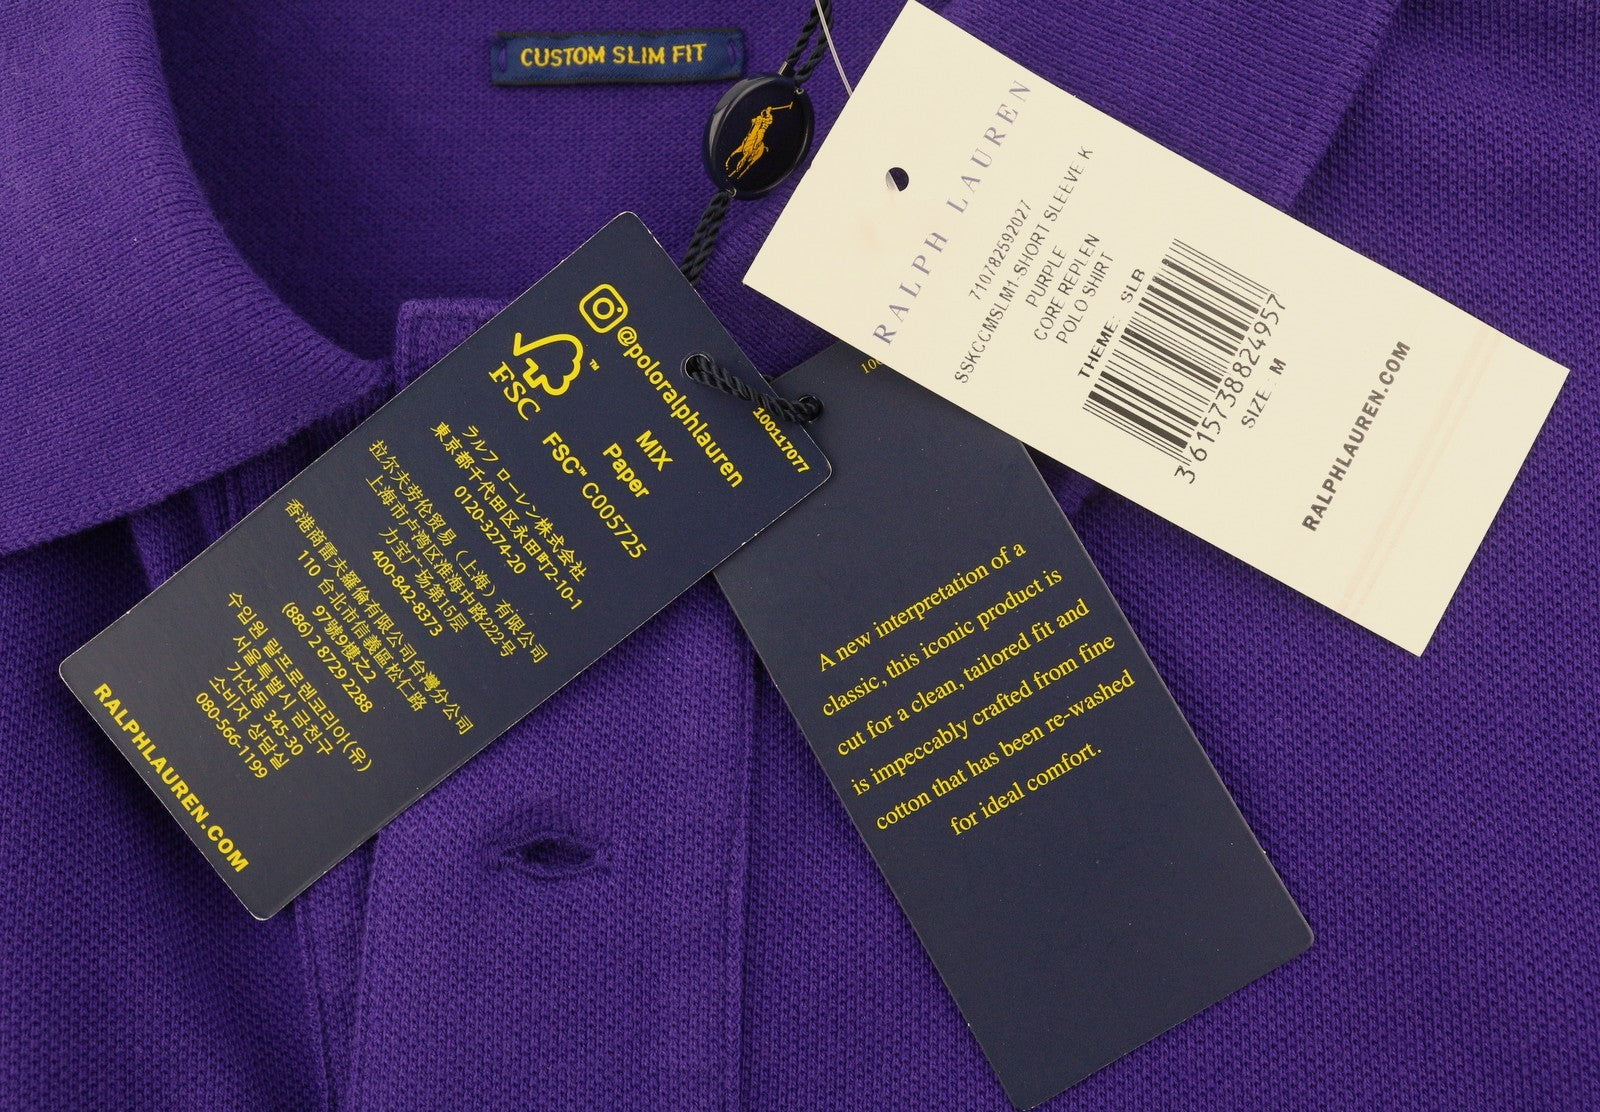 CUSTOM SLIM FIT
RALPH LAUREN
710782592027
SSKCCMSLM1-SHORT SLEEVE K
PURPLE
CORE REPLEN
POLO SHIRT
THEME: SLB
3615738824957
SIZE: M
RALPHLAUREN.COM
@poloralphlauren
100117077
FSC
MIX
Paper
FSC™ C005725
ラルフ ローレン株式会社
東京都千代田区永田町2-10-1
0120-3274-20
拉尔夫劳伦贸易(上海)有限公司
上海市卢湾区淮海中路222号
力宝广场第15层
400-842-8373
香港商雷夫羅倫有限公司台灣分公司
110 台北市信義區松仁路
97號9樓之2
(886) 2 8729 2288
수입원 랄프로렌코리아(유)
서울특별시 금천구
가산동 345-30
소비자 상담실
080-566-1199
RALPHLAUREN.COM
A new interpretation of a
classic, this iconic product is
cut for a clean, tailored fit and
is impeccably crafted from fine
cotton that has been re-washed
for ideal comfort.